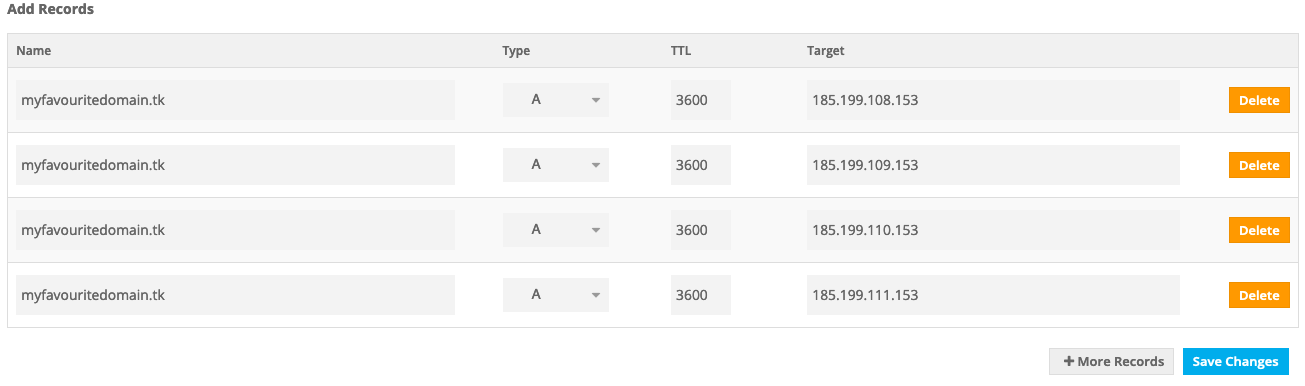 Add Records
Name Type TTL Target
myfavouritedomain.tk A 3600 185.199.108.153 Delete
myfavouritedomain.tk A 3600 185.199.109.153 Delete
myfavouritedomain.tk A 3600 185.199.110.153 Delete
myfavouritedomain.tk A 3600 185.199.111.153 Delete
+ More Records Save Changes